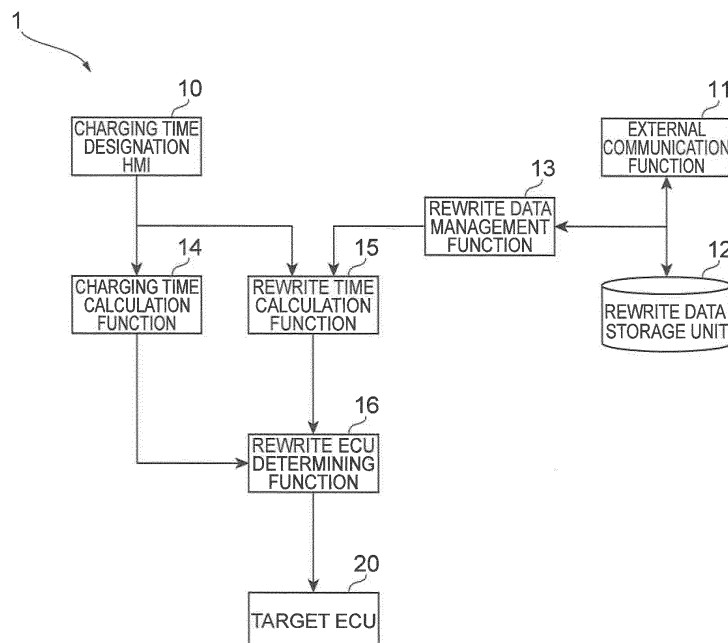 1
10
CHARGING TIME
DESIGNATION
HMI
11
EXTERNAL
COMMUNICATION
FUNCTION
13
REWRITE DATA
MANAGEMENT
FUNCTION
12
REWRITE DATA
STORAGE UNIT
14
CHARGING TIME
CALCULATION
FUNCTION
15
REWRITE TIME
CALCULATION
FUNCTION
16
REWRITE ECU
DETERMINING
FUNCTION
20
TARGET ECU